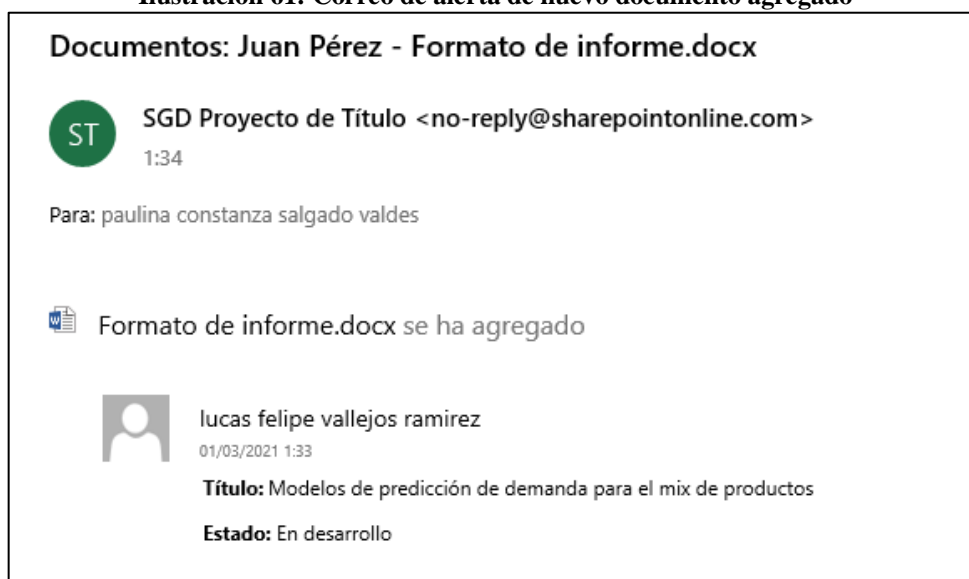 Ilustración 61: Correo de alerta de nuevo documento agregado
Documentos: Juan Pérez - Formato de informe.docx
ST
SGD Proyecto de Título <no-reply@sharepointonline.com>
1:34
Para: paulina constanza salgado valdes
Formato de informe.docx se ha agregado
lucas felipe vallejos ramirez
01/03/2021 1:33
Título: Modelos de predicción de demanda para el mix de productos
Estado: En desarrollo